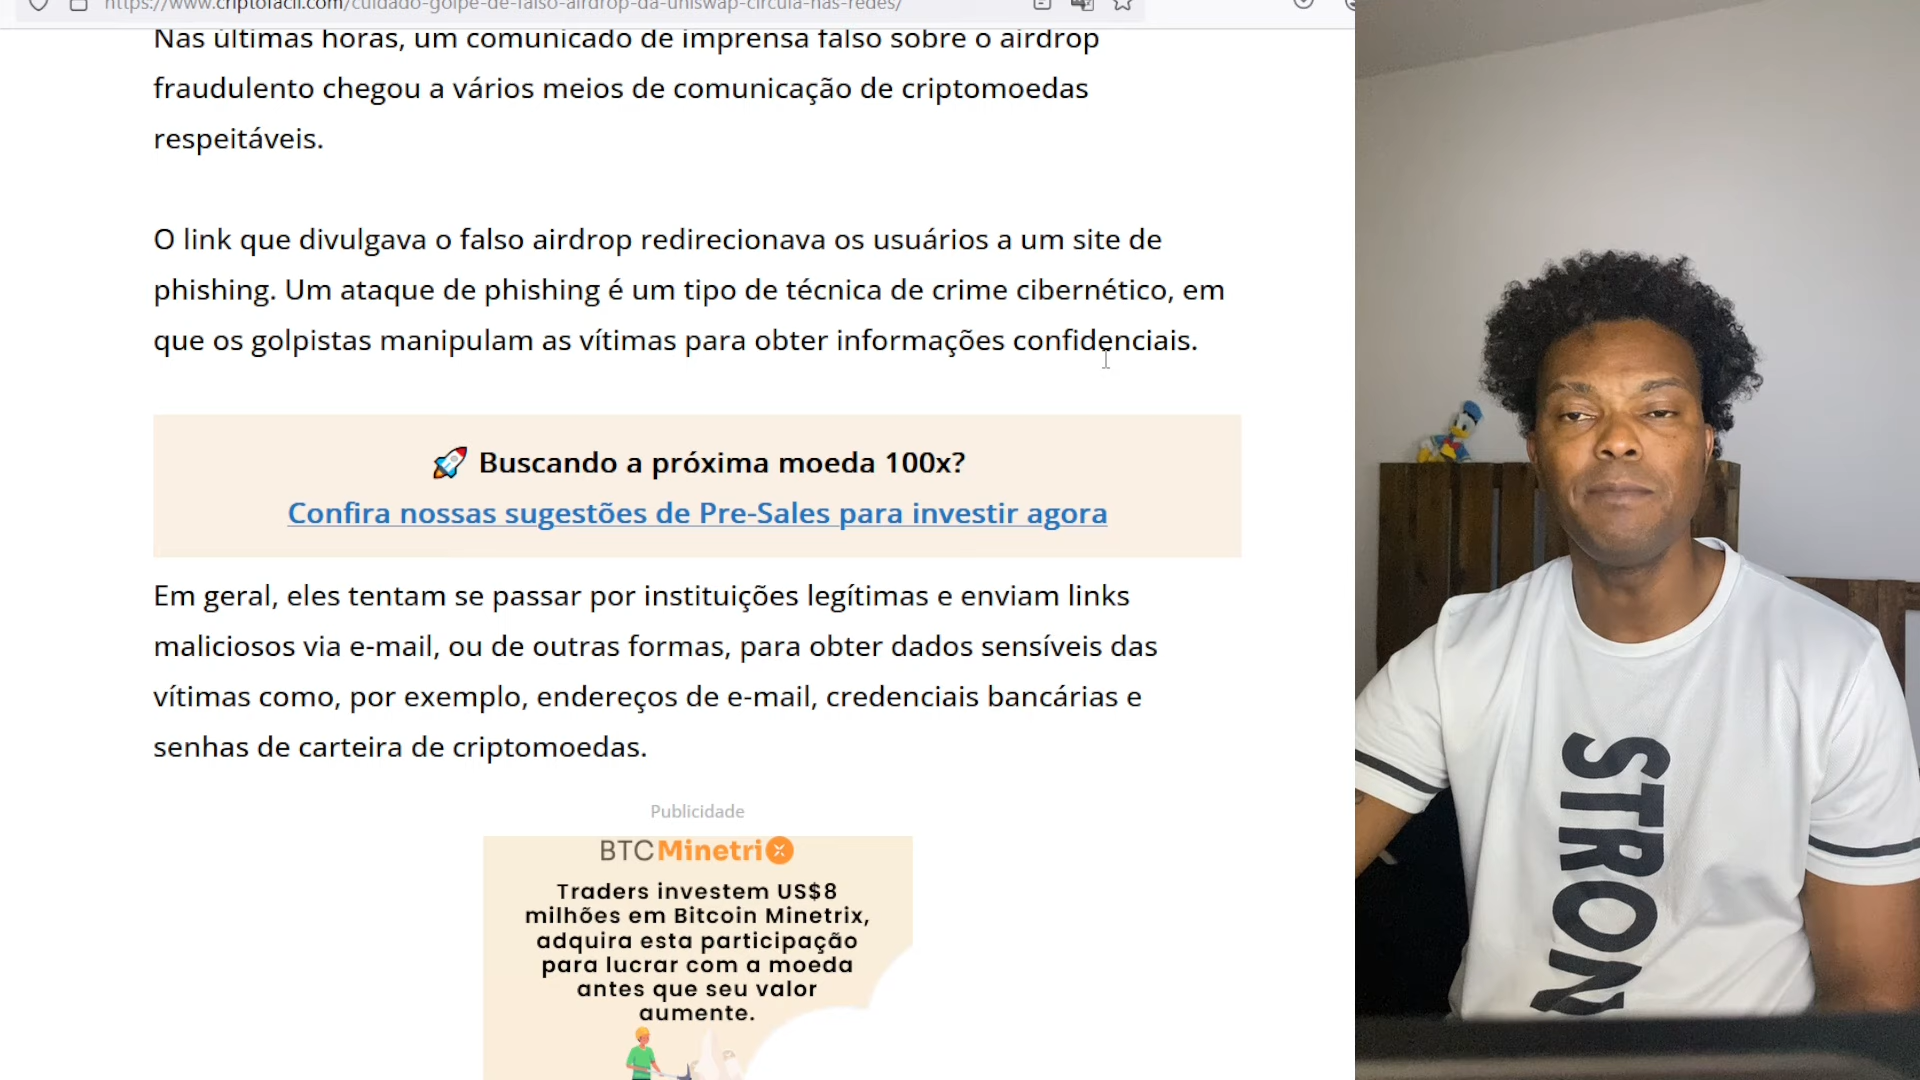 https://www.criptofacil.com/cuidado-golpe-de-falso-airdrop-da-uniswap-circula-nas-redes/
Nas últimas horas, um comunicado de imprensa falso sobre o airdrop
fraudulento chegou a vários meios de comunicação de criptomoedas
respeitáveis.
O link que divulgava o falso airdrop redirecionava os usuários a um site de
phishing. Um ataque de phishing é um tipo de técnica de crime cibernético, em
que os golpistas manipulam as vítimas para obter informações confidenciais.
🚀 Buscando a próxima moeda 100x?
Confira nossas sugestões de Pre-Sales para investir agora
Em geral, eles tentam se passar por instituições legítimas e enviam links
maliciosos via e-mail, ou de outras formas, para obter dados sensíveis das
vítimas como, por exemplo, endereços de e-mail, credenciais bancárias e
senhas de carteira de criptomoedas.
Publicidade
BTCMinetrix
Traders investem US$8
milhões em Bitcoin Minetrix,
adquira esta participação
para lucrar com a moeda
antes que seu valor
aumente.
STRON